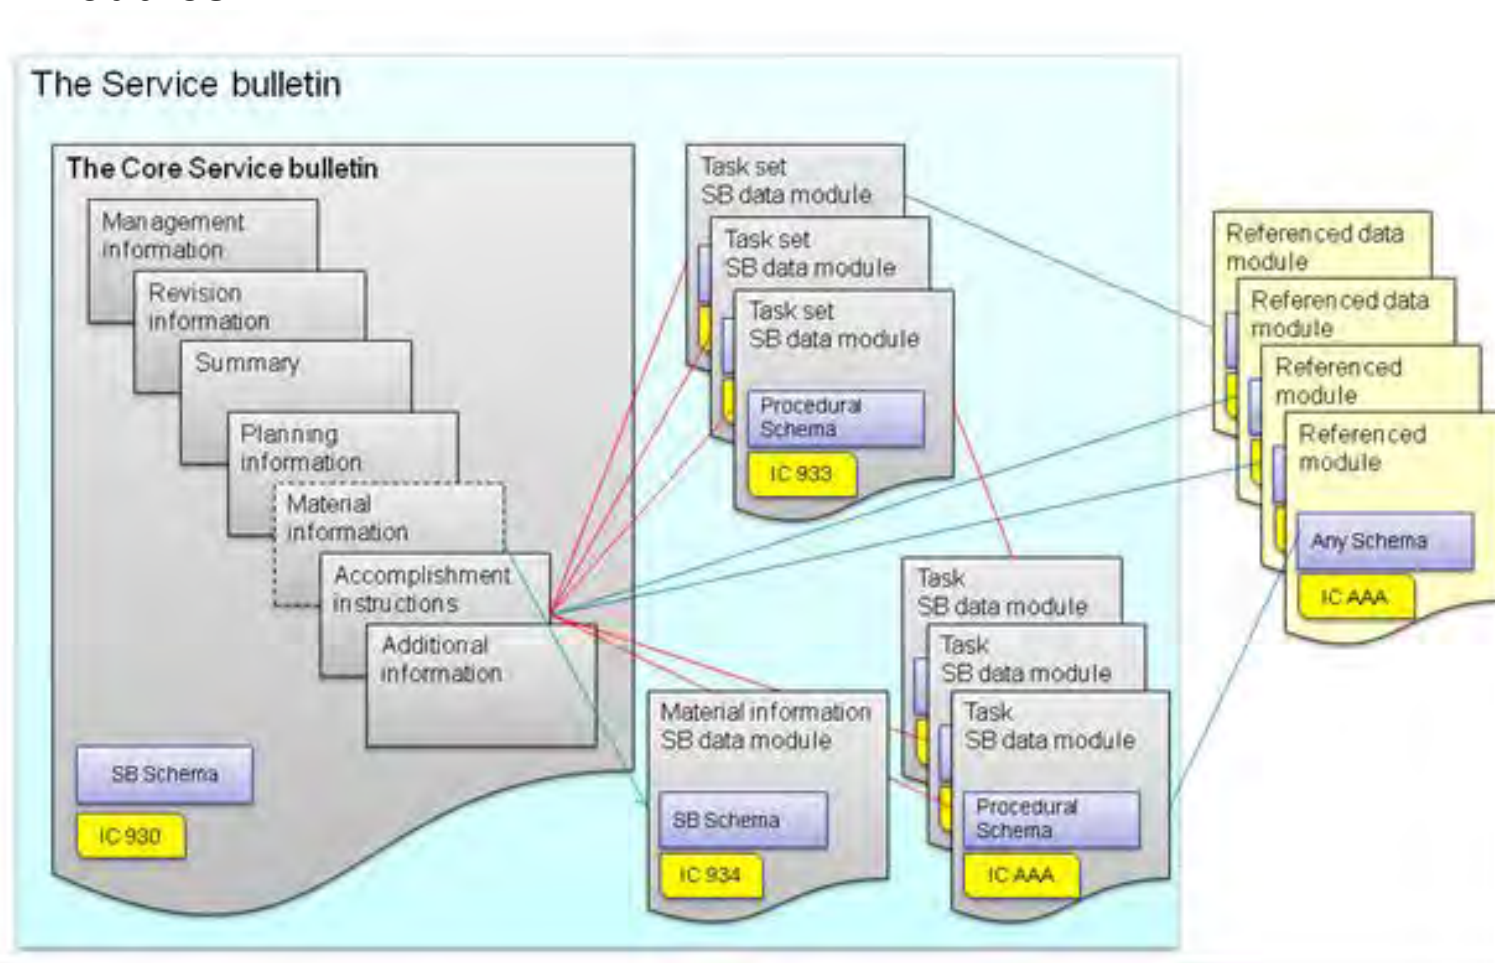 The Service bulletin
The Core Service bulletin
Management
information
Revision
information
Summary
Planning
information
Material
information
Accomplishment
instructions
Additional
information
SB Schema
IC 930
Task set
SB data module
Task set
SB data module
Task set
SB data module
Procedural
Schema
IC 933
Material information
SB data module
SB Schema
IC 934
Task
SB data module
Task
SB data module
Task
SB data module
Procedural
Schema
IC AAA
Referenced data
module
Referenced data
module
Referenced
module
Referenced
module
Any Schema
IC AAA